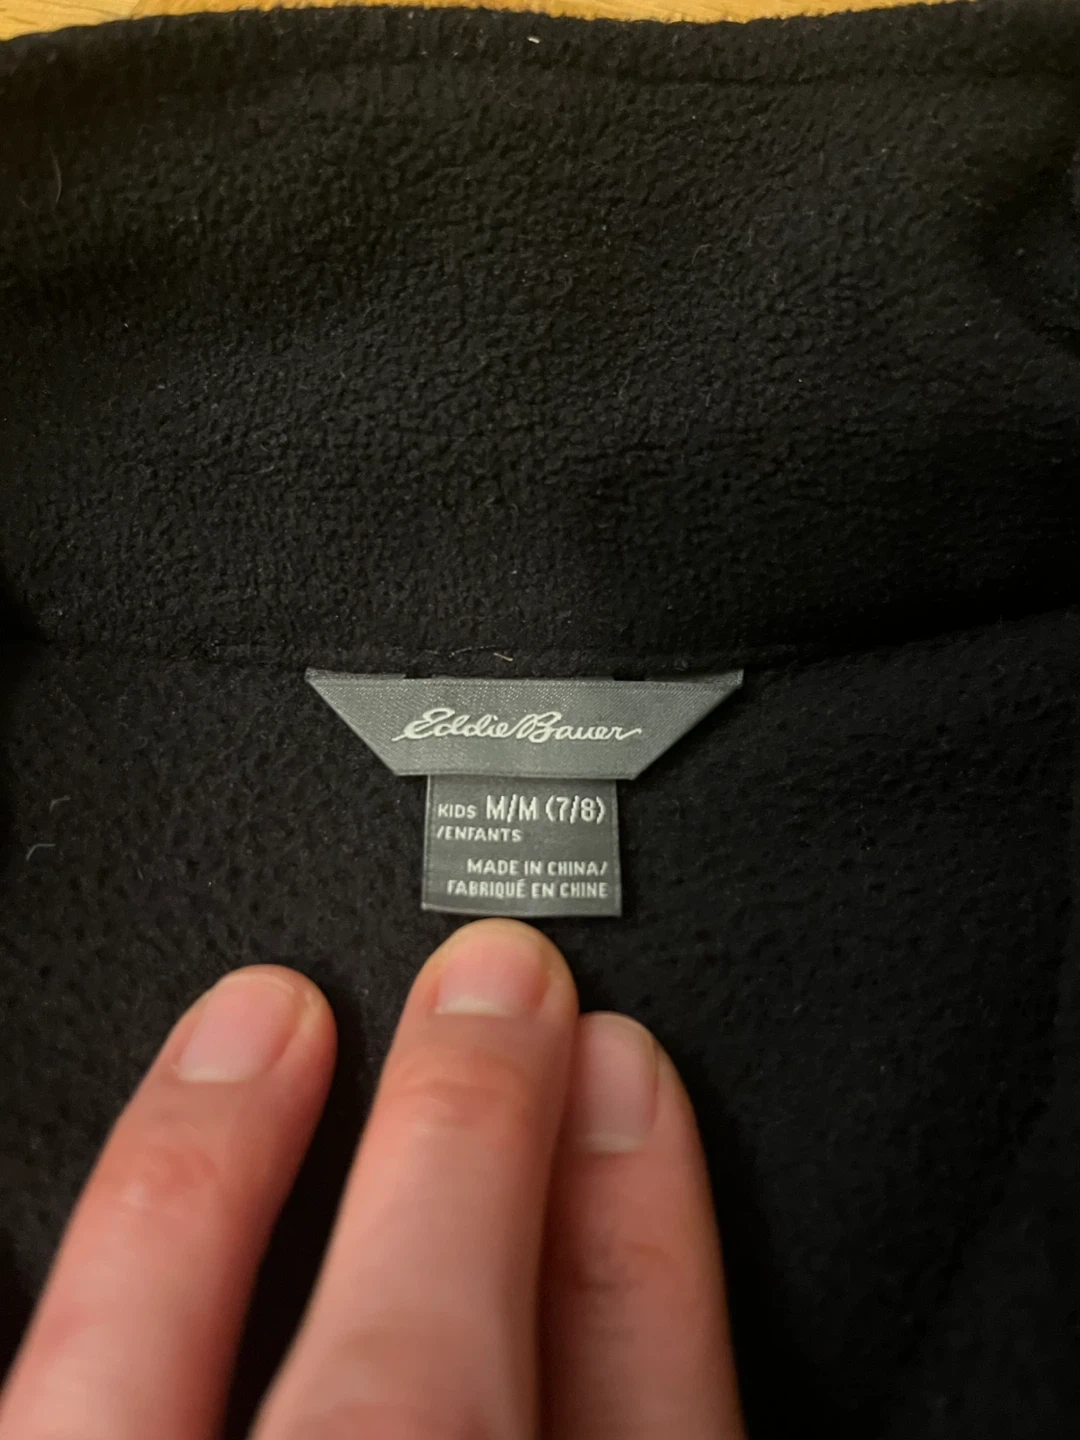 Eddie Bauer
KIDS M/M (7/8)
/ENFANTS
MADE IN CHINA/
FABRIQUÉ EN CHINE